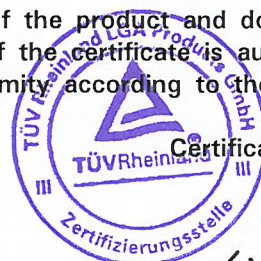 f the product and do
f the certificate is au
mity according to the
Certifica
TÜV Rheinland LGA Products GmbH
TÜVRheinland®
Zertifizierungsstelle